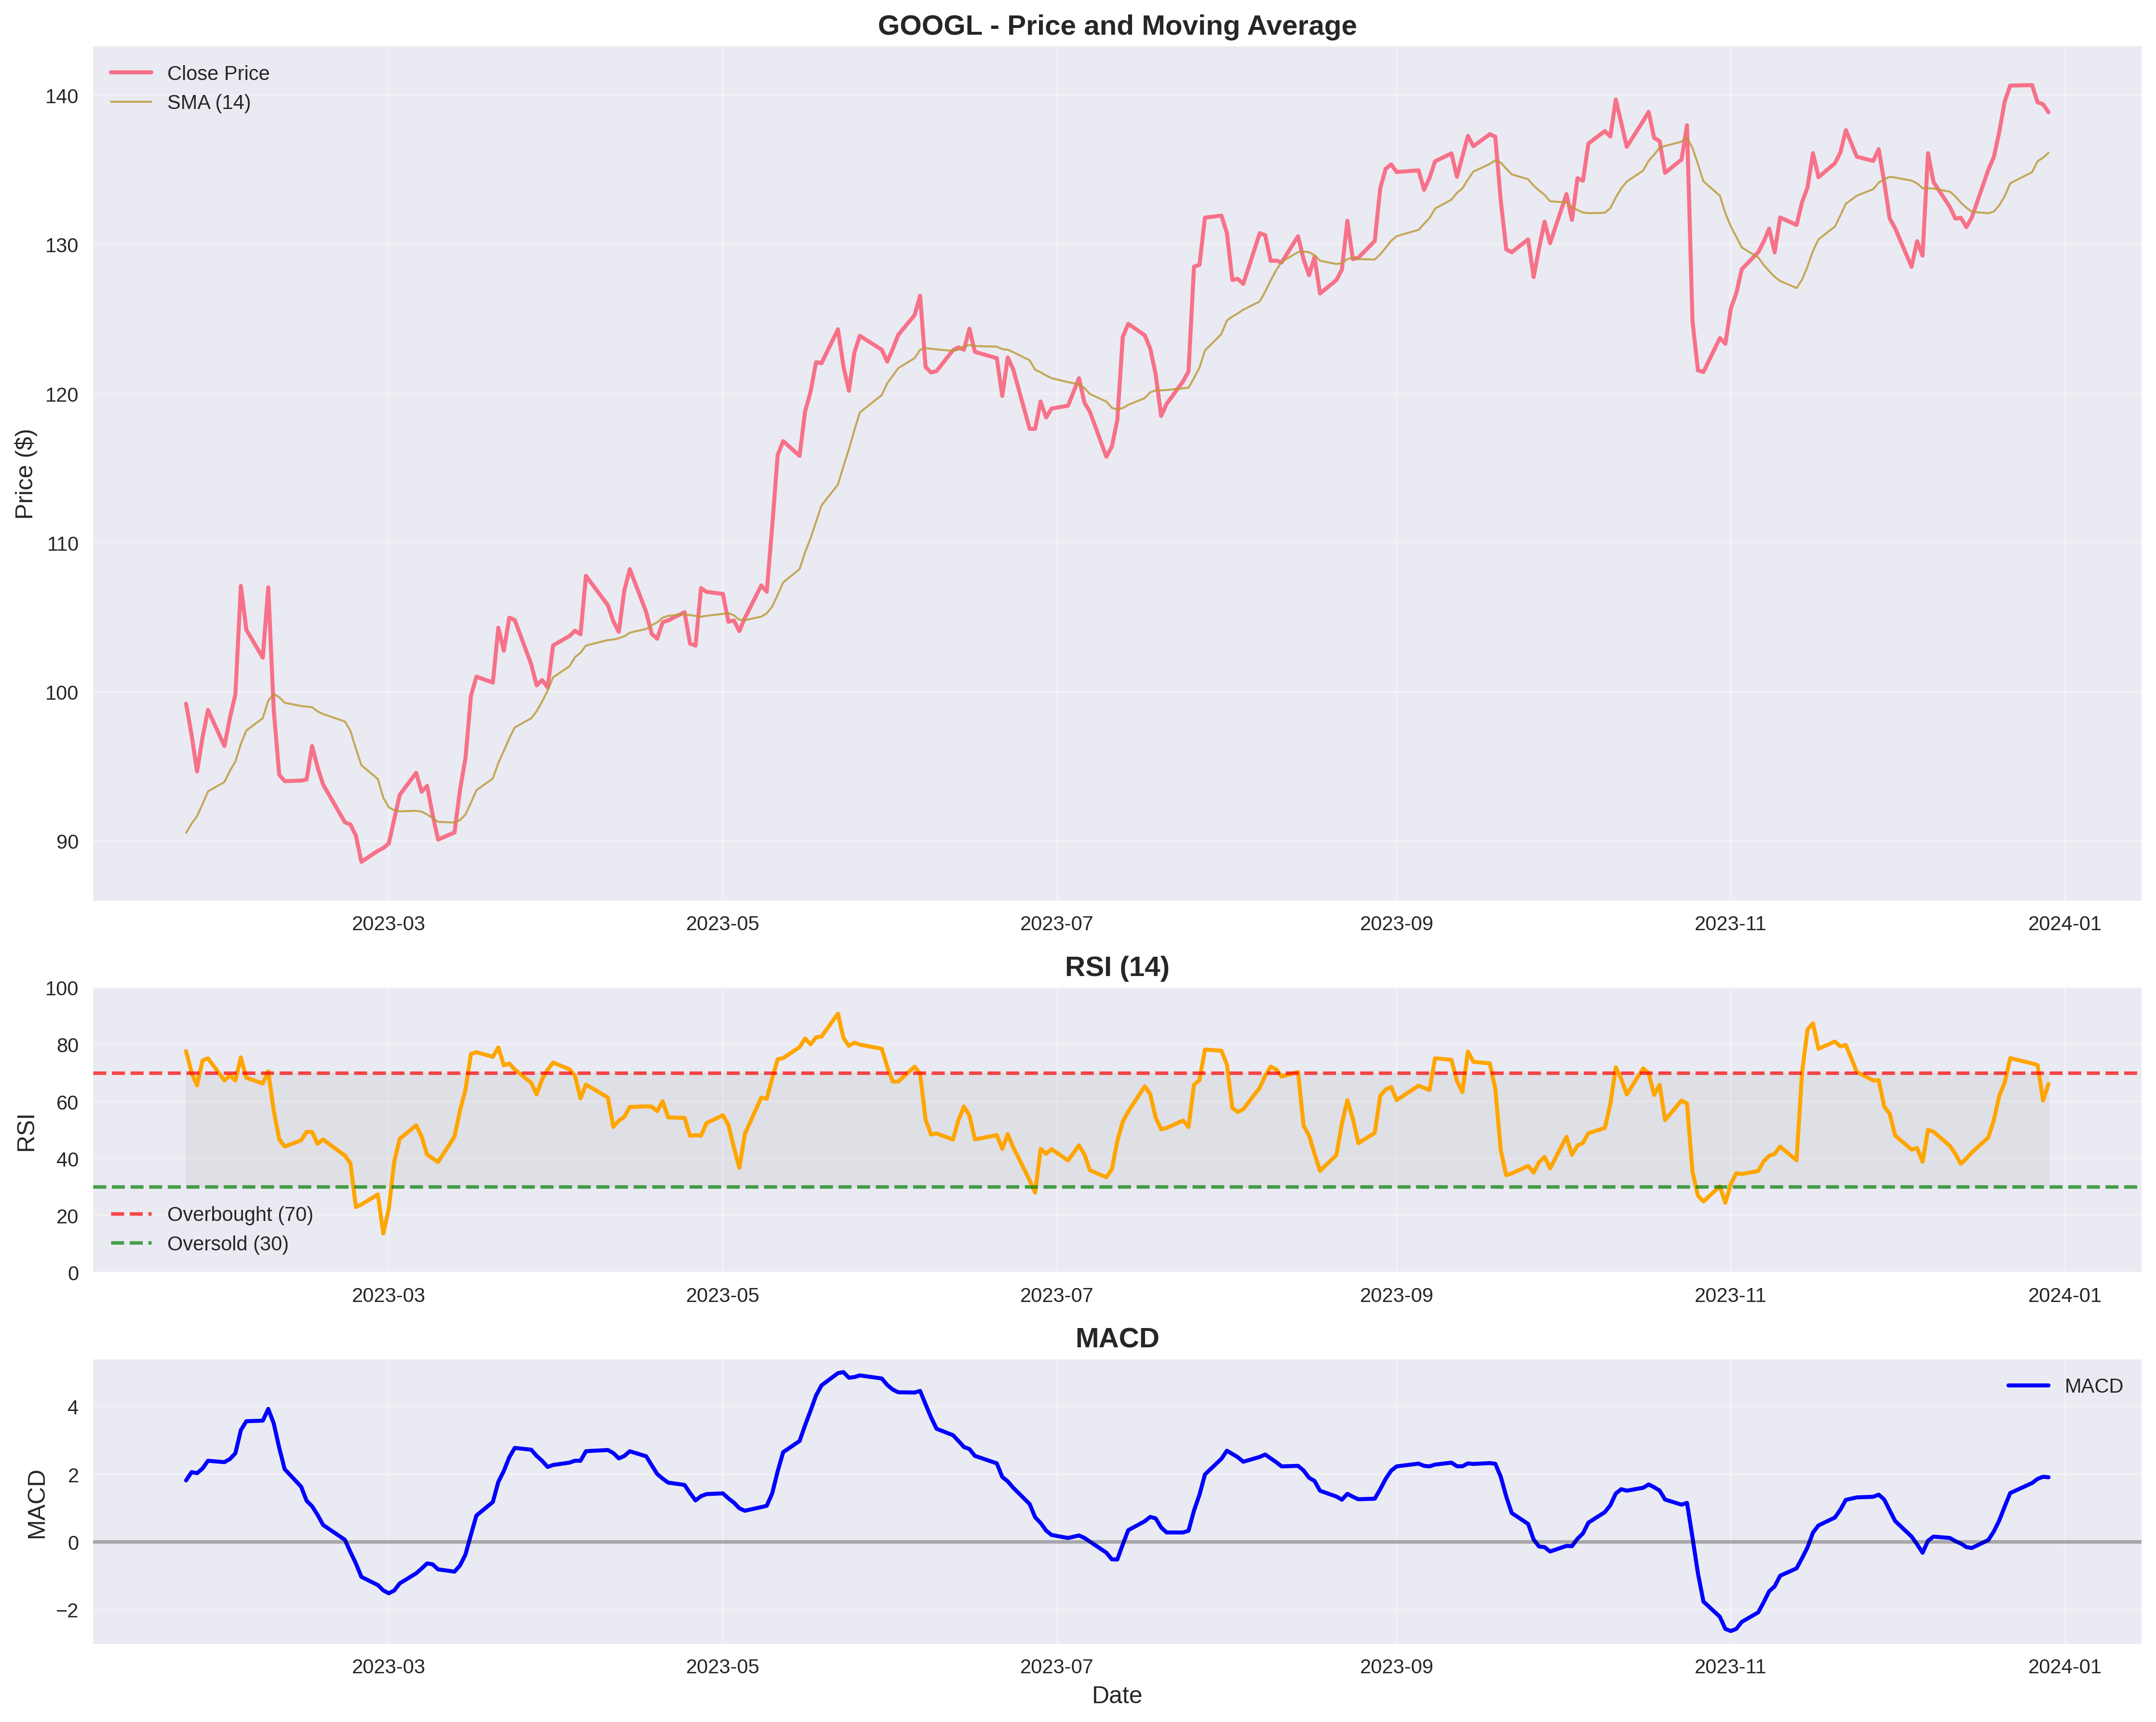 GOOGL - Price and Moving Average
Close Price
SMA (14)
140
130
120
110
100
90
Price ($)
2023-03 2023-05 2023-07 2023-09 2023-11 2024-01
RSI (14)
100
80
60
40
20
0
RSI
Overbought (70)
Oversold (30)
2023-03 2023-05 2023-07 2023-09 2023-11 2024-01
MACD
MACD
4
2
0
−2
MACD
2023-03 2023-05 2023-07 2023-09 2023-11 2024-01
Date